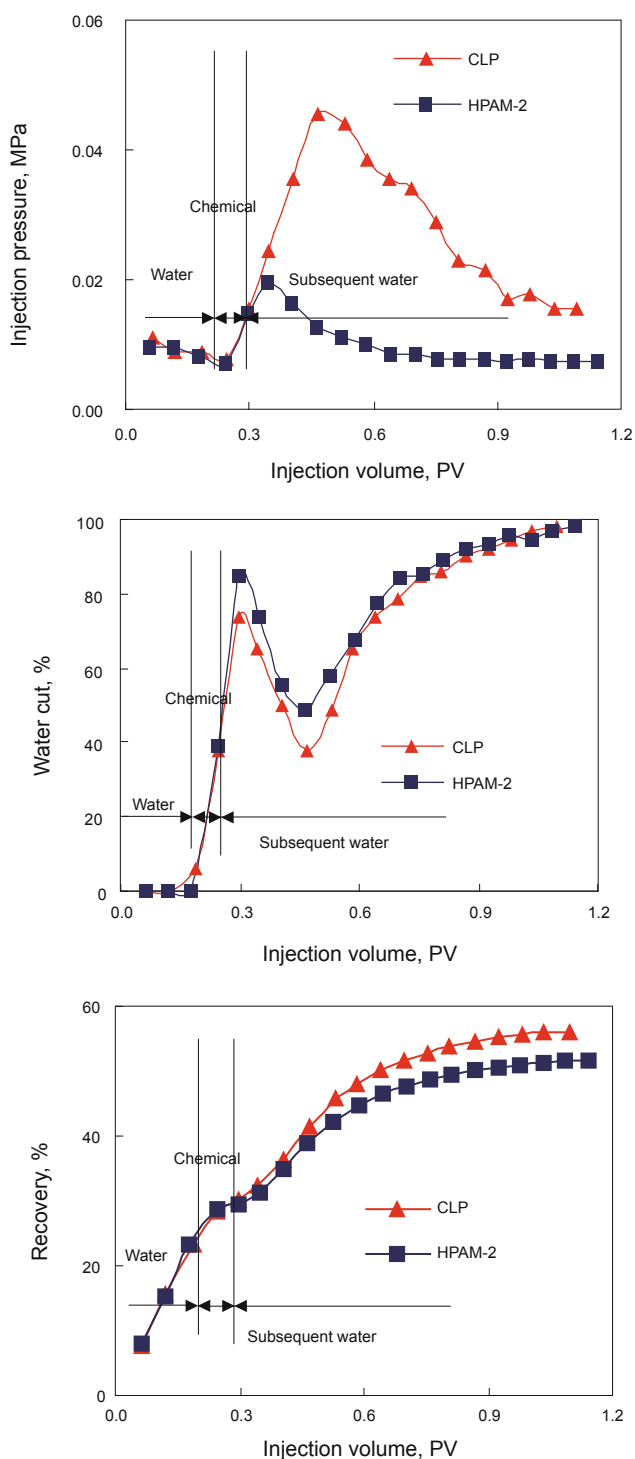 0.06
CLP
HPAM-2
0.04
Injection pressure, MPa
Chemical
Water
Subsequent water
0.02
0.00
0.0 0.3 0.6 0.9 1.2
Injection volume, PV
100
80
Chemical
60
Water cut, %
40
CLP
HPAM-2
Water
20
Subsequent water
0
0.0 0.3 0.6 0.9 1.2
Injection volume, PV
60
40
Chemical
Recovery, %
CLP
HPAM-2
Water
20
Subsequent water
0
0.0 0.3 0.6 0.9 1.2
Injection volume, PV